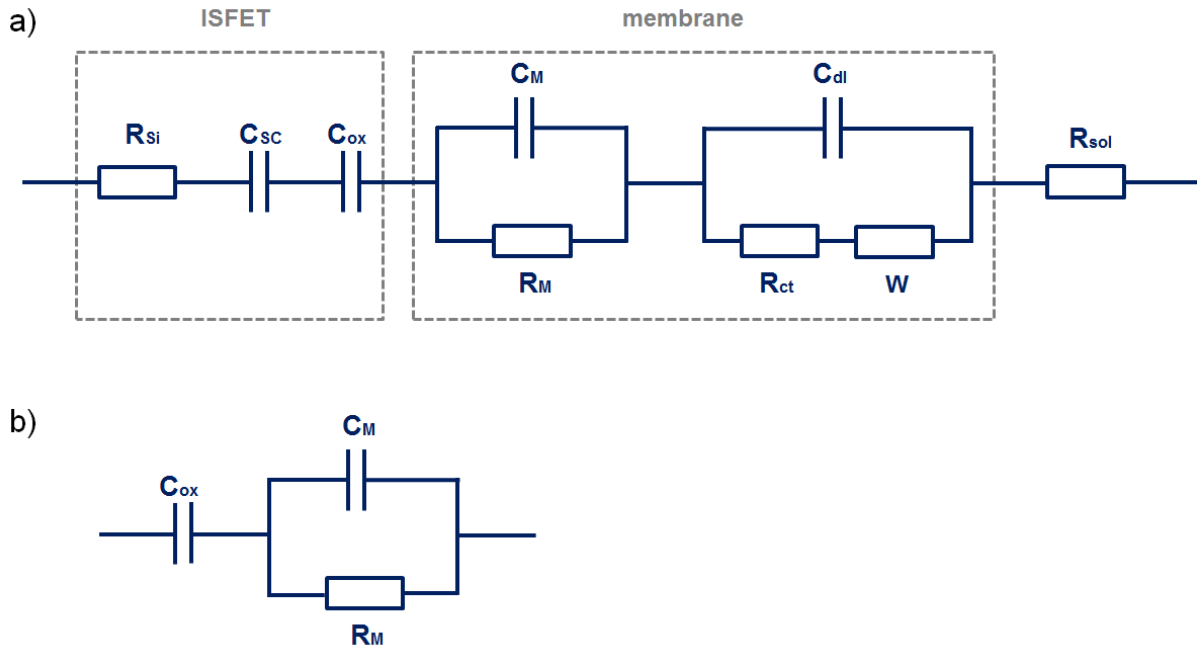 a)
ISFET
membrane
RSi
CSC
Cox
CM
RM
Cdl
Rct
W
Rsol
b)
Cox
CM
RM